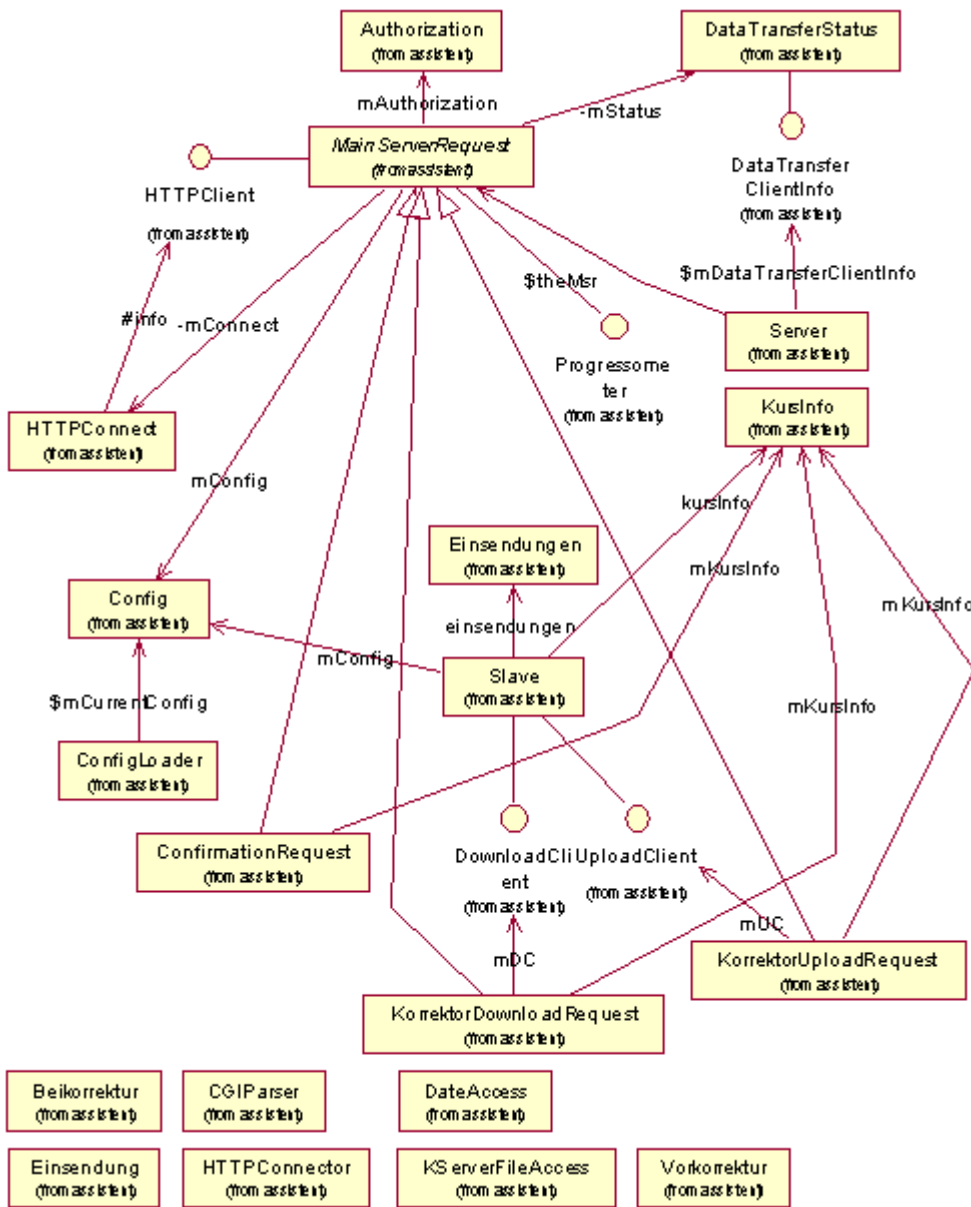 Authorization
(from assistent)
DataTransferStatus
(from assistent)
mAuthorization
-mStatus
MainServerRequest
(from assistent)
HTTPClient
(from assistent)
DataTransfer
ClientInfo
(from assistent)
$theMsr
$mDataTransferClientInfo
#info
-mConnect
Server
(from assistent)
Progressome
ter
(from assistent)
HTTPConnect
(from assistent)
KursInfo
(from assistent)
mConfig
kursInfo
Einsendungen
(from assistent)
mKursInfo
Config
(from assistent)
mKursInfo
einsendungen
mConfig
Slave
(from assistent)
$mCurrentConfig
mKursInfo
ConfigLoader
(from assistent)
ConfirmationRequest
(from assistent)
DownloadCli
ent
(from assistent)
UploadClient
(from assistent)
mUC
mDC
KorrektorUploadRequest
(from assistent)
KorrektorDownloadRequest
(from assistent)
Beikorrektur
(from assistent)
CGIParser
(from assistent)
DateAccess
(from assistent)
Einsendung
(from assistent)
HTTPConnector
(from assistent)
KServerFileAccess
(from assistent)
Vorkorrektur
(from assistent)